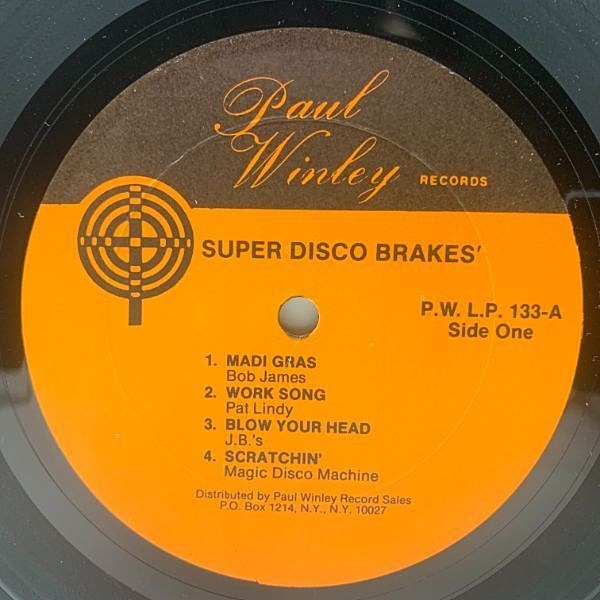 Paul
Winley RECORDS
SUPER DISCO BRAKES'
P.W. L.P. 133-A
Side One
1. MADI GRAS
Bob James
2. WORK SONG
Pat Lindy
3. BLOW YOUR HEAD
J.B.'s
4. SCRATCHIN'
Magic Disco Machine
Distributed by Paul Winley Record Sales
P.O. Box 1214, N.Y., N.Y. 10027